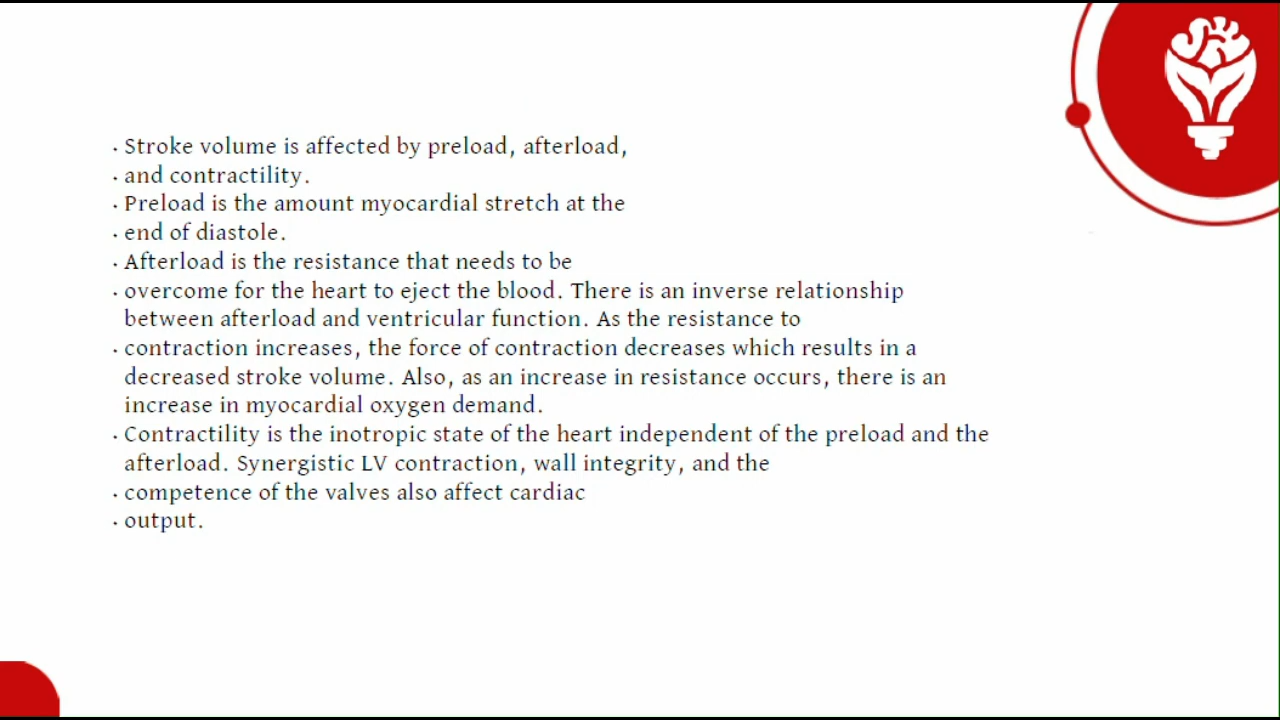 · Stroke volume is affected by preload, afterload,
· and contractility.
· Preload is the amount myocardial stretch at the
· end of diastole.
· Afterload is the resistance that needs to be
· overcome for the heart to eject the blood. There is an inverse relationship
between afterload and ventricular function. As the resistance to
· contraction increases, the force of contraction decreases which results in a
decreased stroke volume. Also, as an increase in resistance occurs, there is an
increase in myocardial oxygen demand.
· Contractility is the inotropic state of the heart independent of the preload and the
afterload. Synergistic LV contraction, wall integrity, and the
· competence of the valves also affect cardiac
· output.